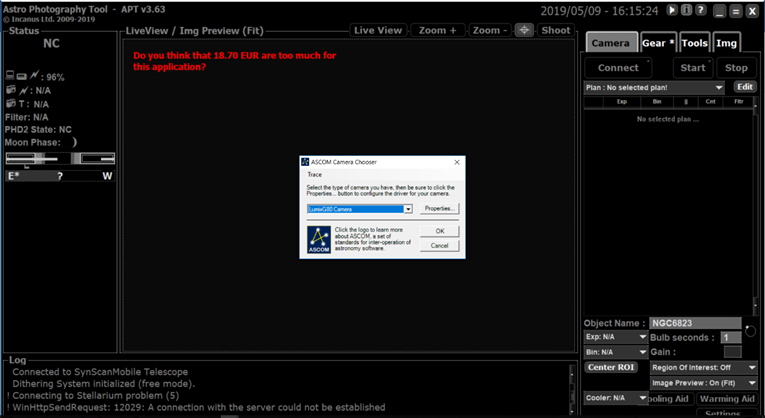 Astro Photography Tool - APT v3.63
© Incanus Ltd. 2009-2019
2019/05/09 - 16:15:24
Status
NC
: 96%
: N/A
T : N/A
Filter: N/A
PHD2 State: NC
Moon Phase:
E*
?
W
LiveView / Img Preview (Fit)
Live View
Zoom +
Zoom -
Shoot
Do you think that 18.70 EUR are too much for
this application?
ASCOM Camera Chooser
Trace
Select the type of camera you have, then be sure to click the
Properties... button to configure the driver for your camera.
LumixG80 Camera
Properties...
Click the logo to learn more
about ASCOM, a set of
standards for inter-operation of
astronomy software.
ASCOM
OK
Cancel
Camera
Gear *
Tools
Img
Connect
Start
Stop
Plan : No selected plan!
Edit
Exp Bin || Cnt Fltr
No selected plan ...
Object Name : NGC6823
Exp: N/A
Bulb seconds : 1
Bin: N/A
Gain :
Center ROI
Region Of Interest: Off
Image Preview : On (Fit)
Cooler: N/A
ooling Aid
Warming Aid
Settings
Log
Connected to SynScanMobile Telescope
Dithering System initialized (free mode).
! Connecting to Stellarium problem (5)
! WinHttpSendRequest: 12029: A connection with the server could not be established